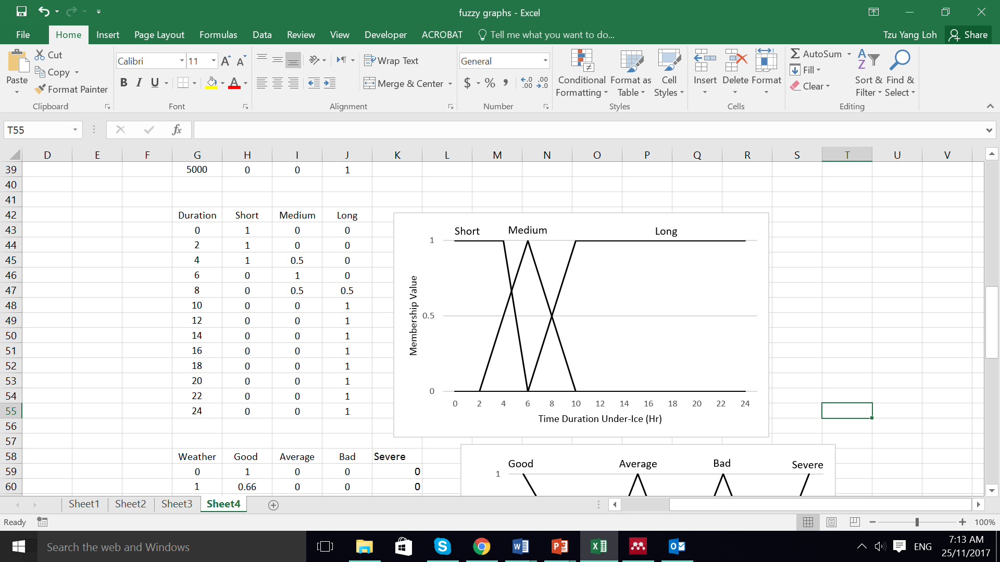 fuzzy graphs - Excel
File Home Insert Page Layout Formulas Data Review View Developer ACROBAT Tell me what you want to do... Tzu Yang Loh Share
Paste
Cut
Copy
Format Painter
Clipboard
Calibri 11
B I U
Font
Wrap Text
Merge & Center
Alignment
General
$ % ,
Number
Conditional Formatting
Format as Table
Cell Styles
Styles
Insert Delete Format
Cells
AutoSum
Fill
Clear
Sort & Filter
Find & Select
Editing
T55
fx
D E F G H I J K L M N O P Q R S T U V
39 5000 0 0 1
40
41
42 Duration Short Medium Long
43 0 1 0 0
44 2 1 0 0
45 4 1 0.5 0
46 6 0 1 0
47 8 0 0.5 0.5
48 10 0 0 1
49 12 0 0 1
50 14 0 0 1
51 16 0 0 1
52 18 0 0 1
53 20 0 0 1
54 22 0 0 1
55 24 0 0 1
56
57
58 Weather Good Average Bad Severe
59 0 1 0 0 0
60 1 0.66 0 0 0
Short Medium Long
1
0.5
0
Membership Value
0 2 4 6 8 10 12 14 16 18 20 22 24
Time Duration Under-Ice (Hr)
Good Average Bad Severe
1
Sheet1 Sheet2 Sheet3 Sheet4
Ready
100%
Search the web and Windows
ENG
7:13 AM
25/11/2017